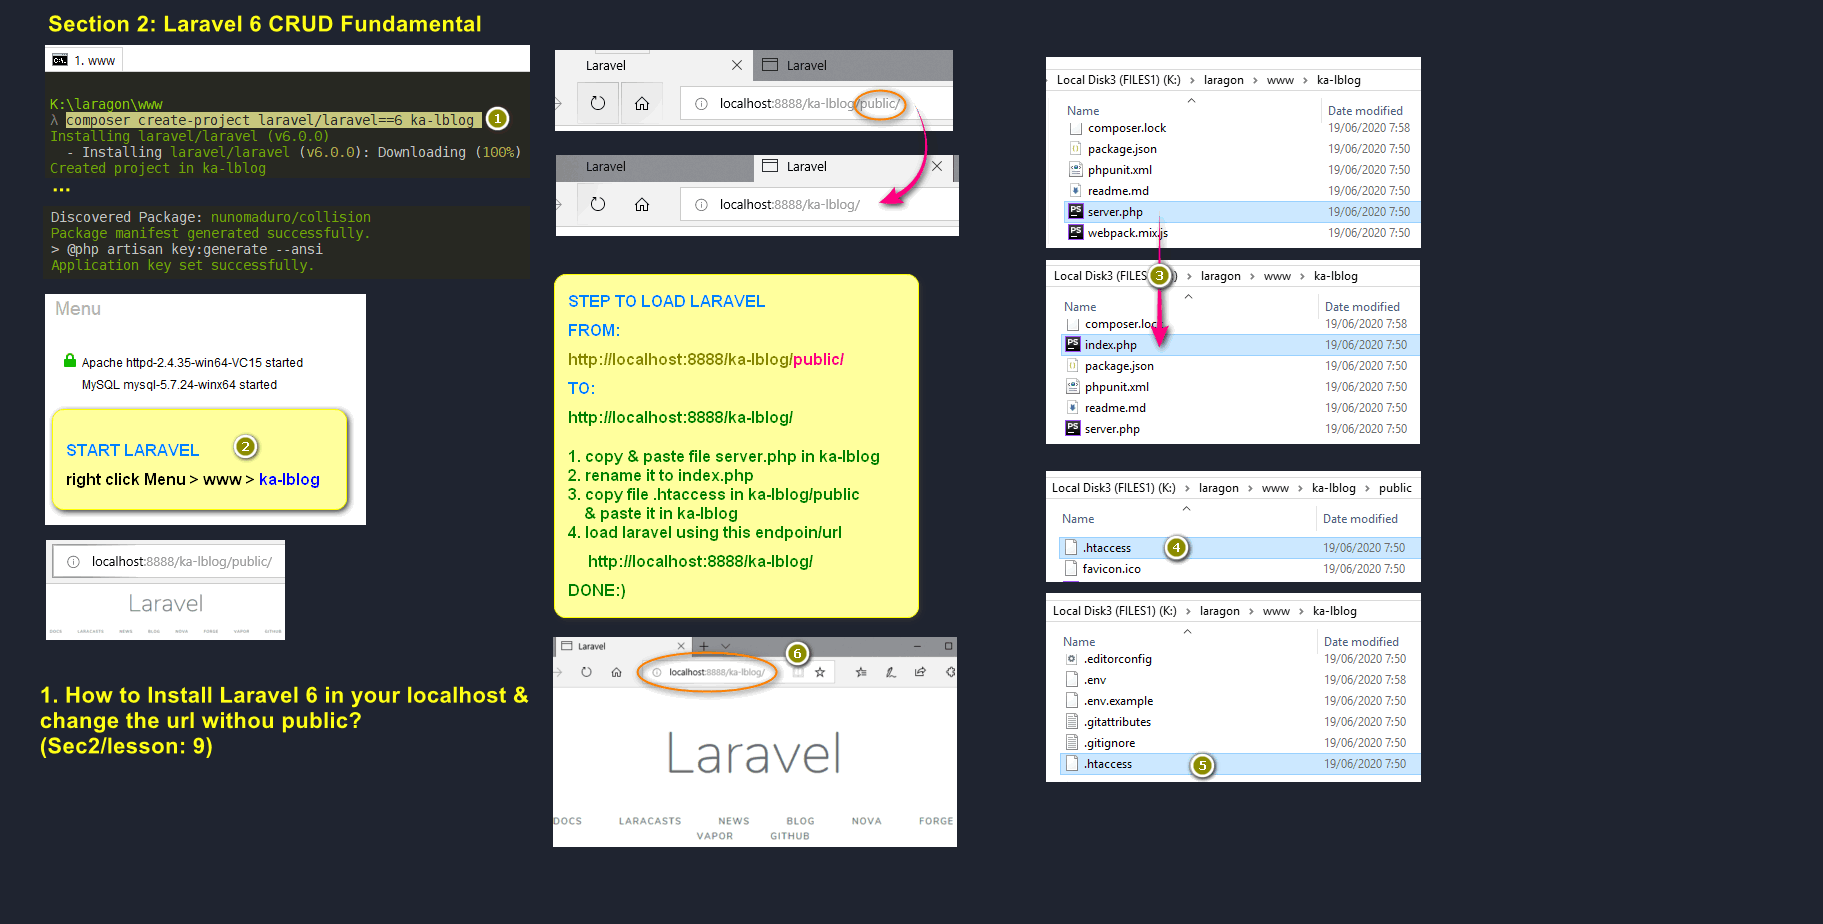 Section 2: Laravel 6 CRUD Fundamental
1. www
K:\laragon\www
λ composer create-project laravel/laravel==6 ka-lblog
1
Installing laravel/laravel (v6.0.0)
- Installing laravel/laravel (v6.0.0): Downloading (100%)
Created project in ka-lblog
...
Discovered Package: nunomaduro/collision
Package manifest generated successfully.
> @php artisan key:generate --ansi
Application key set successfully.
Menu
Apache httpd-2.4.35-win64-VC15 started
MySQL mysql-5.7.24-winx64 started
START LARAVEL
2
right click Menu > www > ka-lblog
localhost:8888/ka-lblog/public/
Laravel
DOCS LARACASTS NEWS BLOG NOVA FORGE VAPOR GITHUB
1. How to Install Laravel 6 in your localhost &
change the url withou public?
(Sec2/lesson: 9)
Laravel
Laravel
localhost:8888/ka-lblog/public/
Laravel
Laravel
localhost:8888/ka-lblog/
STEP TO LOAD LARAVEL
FROM:
http://localhost:8888/ka-lblog/public/
TO:
http://localhost:8888/ka-lblog/
1. copy & paste file server.php in ka-lblog
2. rename it to index.php
3. copy file .htaccess in ka-lblog/public
& paste it in ka-lblog
4. load laravel using this endpoin/url
http://localhost:8888/ka-lblog/
DONE:)
Laravel
6
localhost:8888/ka-lblog/
Laravel
DOCS LARACASTS NEWS BLOG NOVA FORGE
VAPOR GITHUB
Local Disk3 (FILES1) (K:) > laragon > www > ka-lblog
Name Date modified
composer.lock 19/06/2020 7:58
package.json 19/06/2020 7:50
phpunit.xml 19/06/2020 7:50
readme.md 19/06/2020 7:50
server.php 19/06/2020 7:50
webpack.mix.js 19/06/2020 7:50
Local Disk3 (FILES > laragon > www > ka-lblog
3
Name Date modified
composer.lock 19/06/2020 7:58
index.php 19/06/2020 7:50
package.json 19/06/2020 7:50
phpunit.xml 19/06/2020 7:50
readme.md 19/06/2020 7:50
server.php 19/06/2020 7:50
Local Disk3 (FILES1) (K:) > laragon > www > ka-lblog > public
Name Date modified
.htaccess 4 19/06/2020 7:50
favicon.ico 19/06/2020 7:50
Local Disk3 (FILES1) (K:) > laragon > www > ka-lblog
Name Date modified
.editorconfig 19/06/2020 7:50
.env 19/06/2020 7:58
.env.example 19/06/2020 7:50
.gitattributes 19/06/2020 7:50
.gitignore 19/06/2020 7:50
.htaccess 5 19/06/2020 7:50